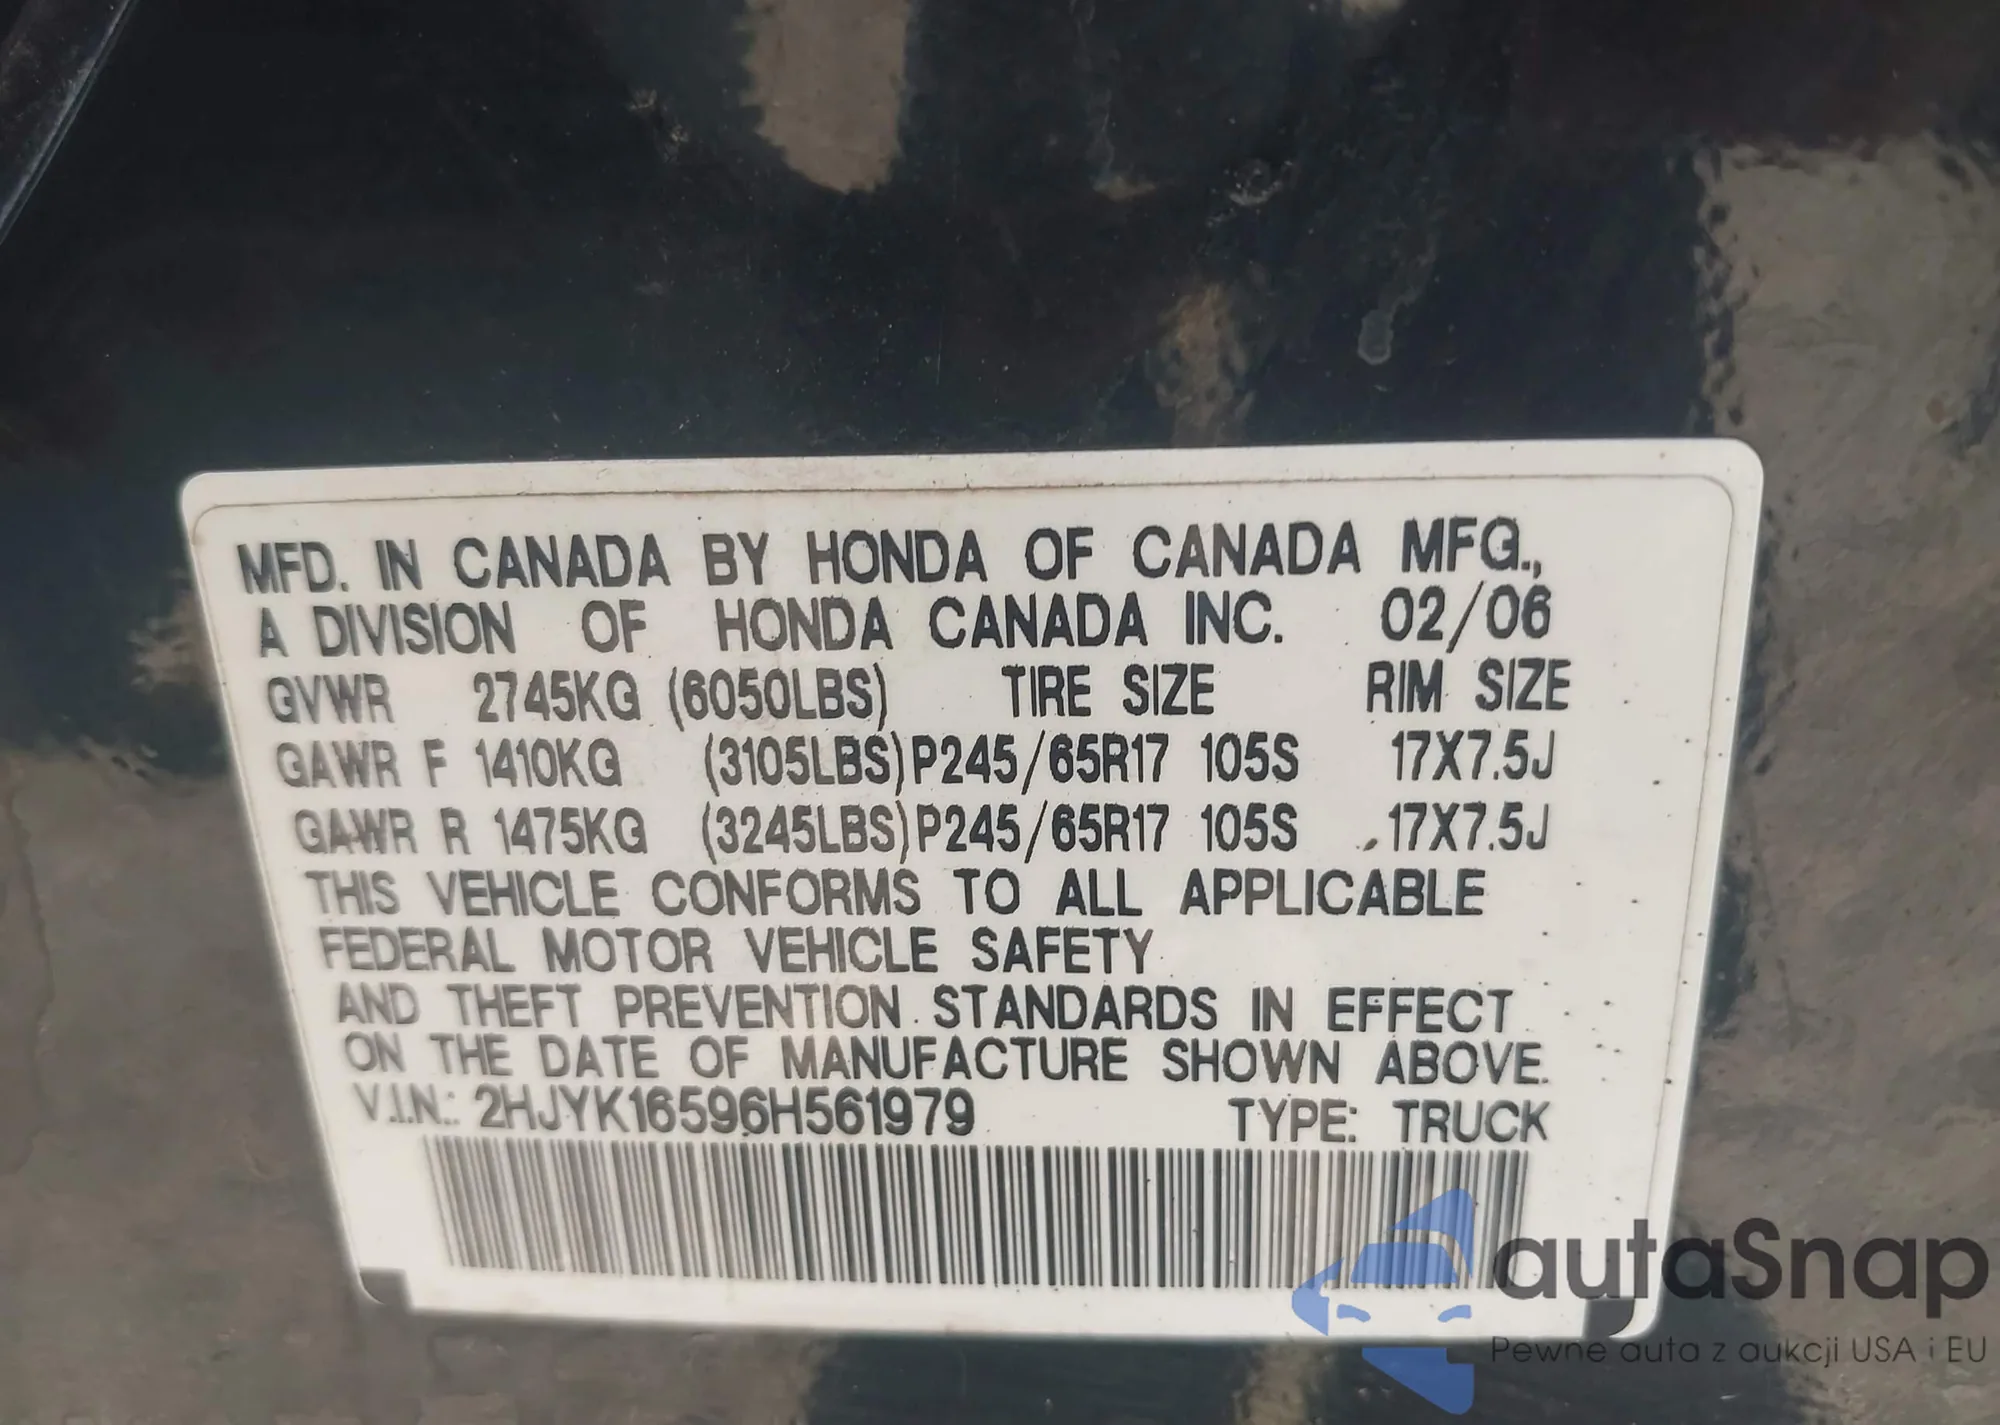 MFD. IN CANADA BY HONDA OF CANADA MFG.,
A DIVISION OF HONDA CANADA INC. 02/06
GVWR 2745KG (6050LBS) TIRE SIZE RIM SIZE
GAWR F 1410KG (3105LBS) P245/65R17 105S 17X7.5J
GAWR R 1475KG (3245LBS) P245/65R17 105S 17X7.5J
THIS VEHICLE CONFORMS TO ALL APPLICABLE
FEDERAL MOTOR VEHICLE SAFETY
AND THEFT PREVENTION STANDARDS IN EFFECT
ON THE DATE OF MANUFACTURE SHOWN ABOVE.
V.I.N.: 2HJYK16596H561979 TYPE: TRUCK
autaSnap
Pewne auta z aukcji USA i EU